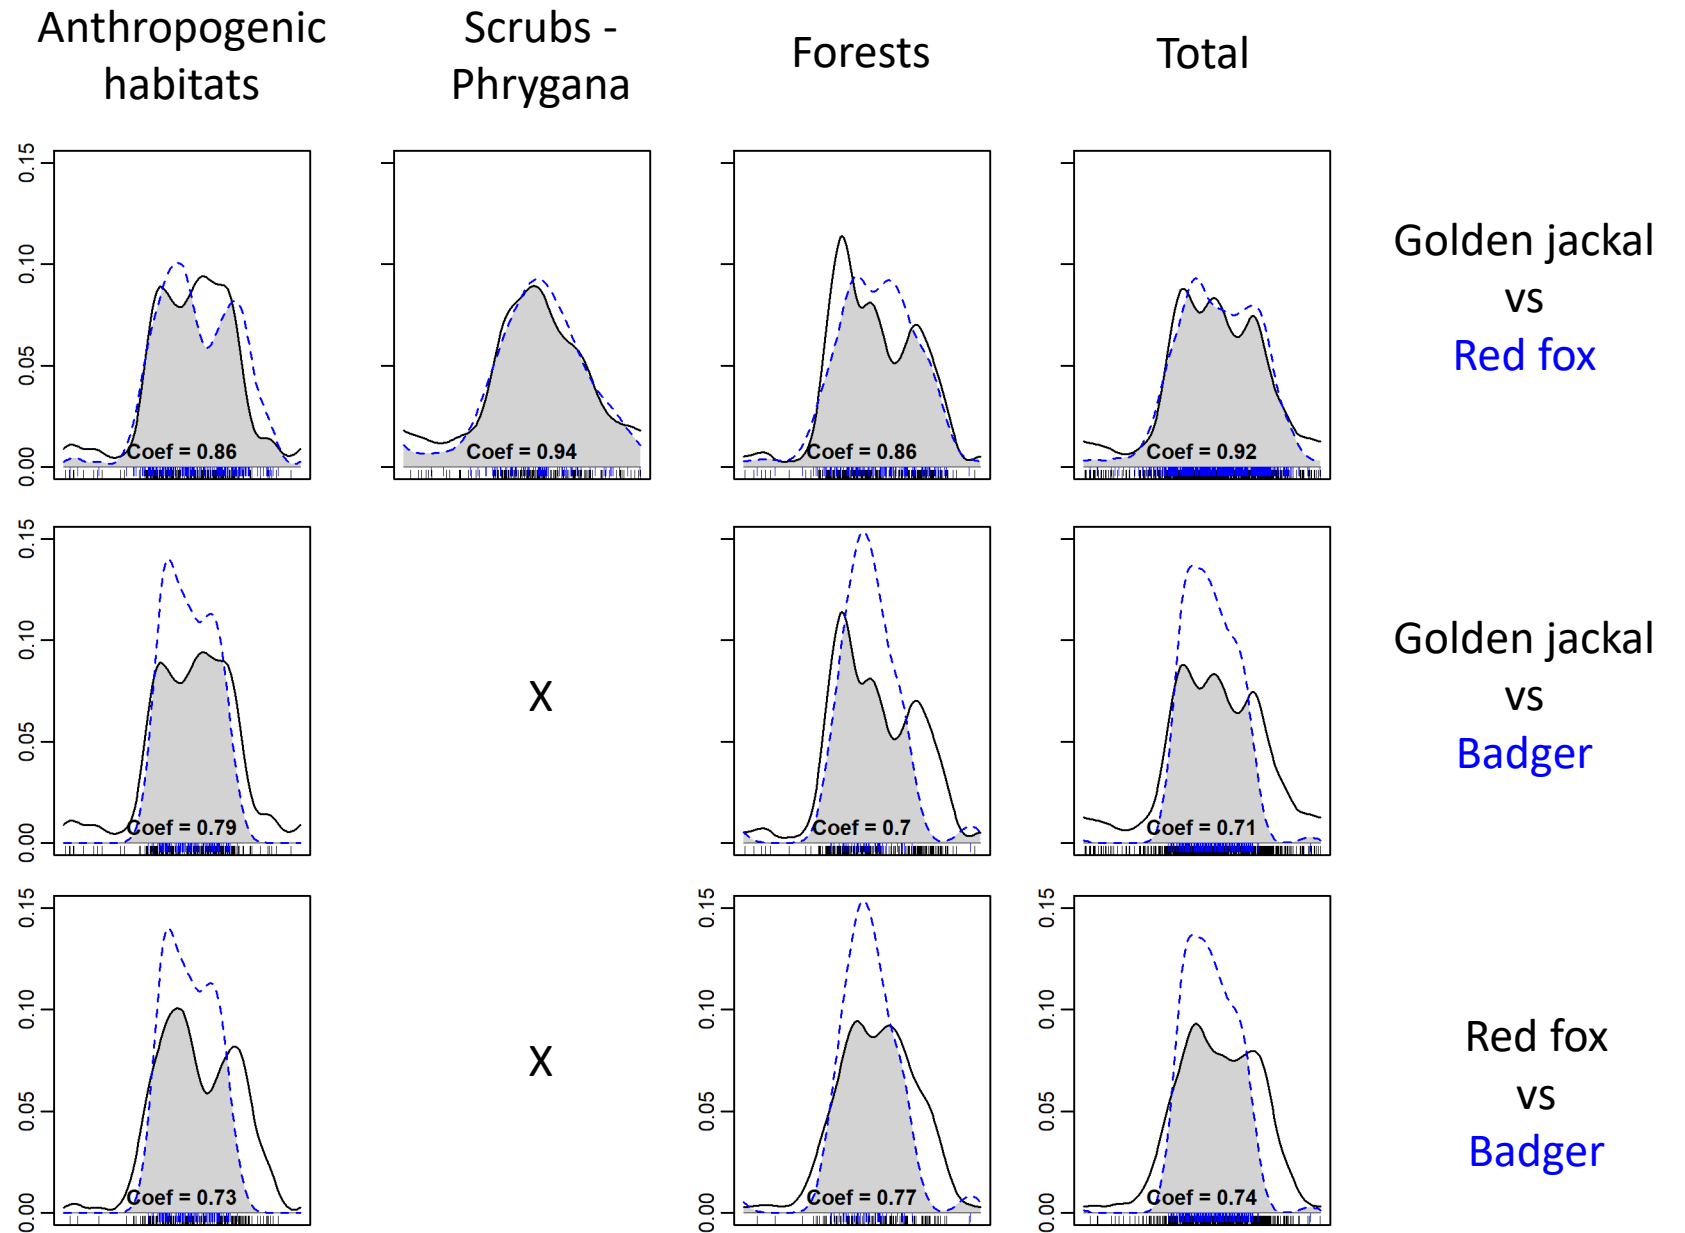 Anthropogenic
habitats
Scrubs -
Phrygana
Forests
Total
0.15
0.10
0.05
0.00
Coef = 0.86
Coef = 0.94
Coef = 0.86
Coef = 0.92
Golden jackal
vs
Red fox
0.15
0.10
0.05
0.00
Coef = 0.79
X
Coef = 0.7
Coef = 0.71
Golden jackal
vs
Badger
0.15
0.10
0.05
0.00
Coef = 0.73
X
0.15
0.10
0.05
0.00
Coef = 0.77
0.15
0.10
0.05
0.00
Coef = 0.74
Red fox
vs
Badger